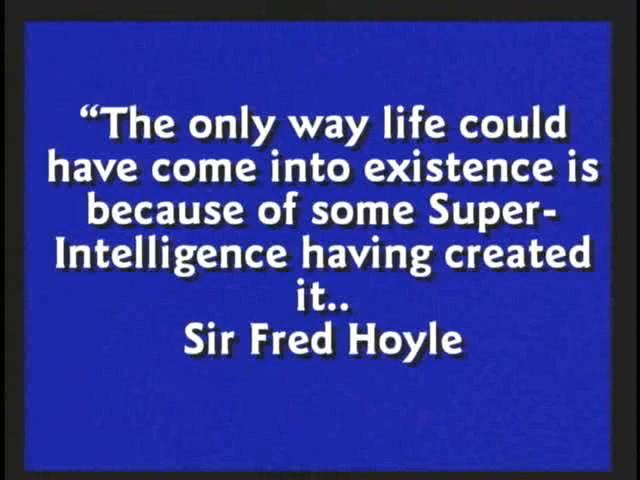 “The only way life could
have come into existence is
because of some Super-
Intelligence having created
it..
Sir Fred Hoyle